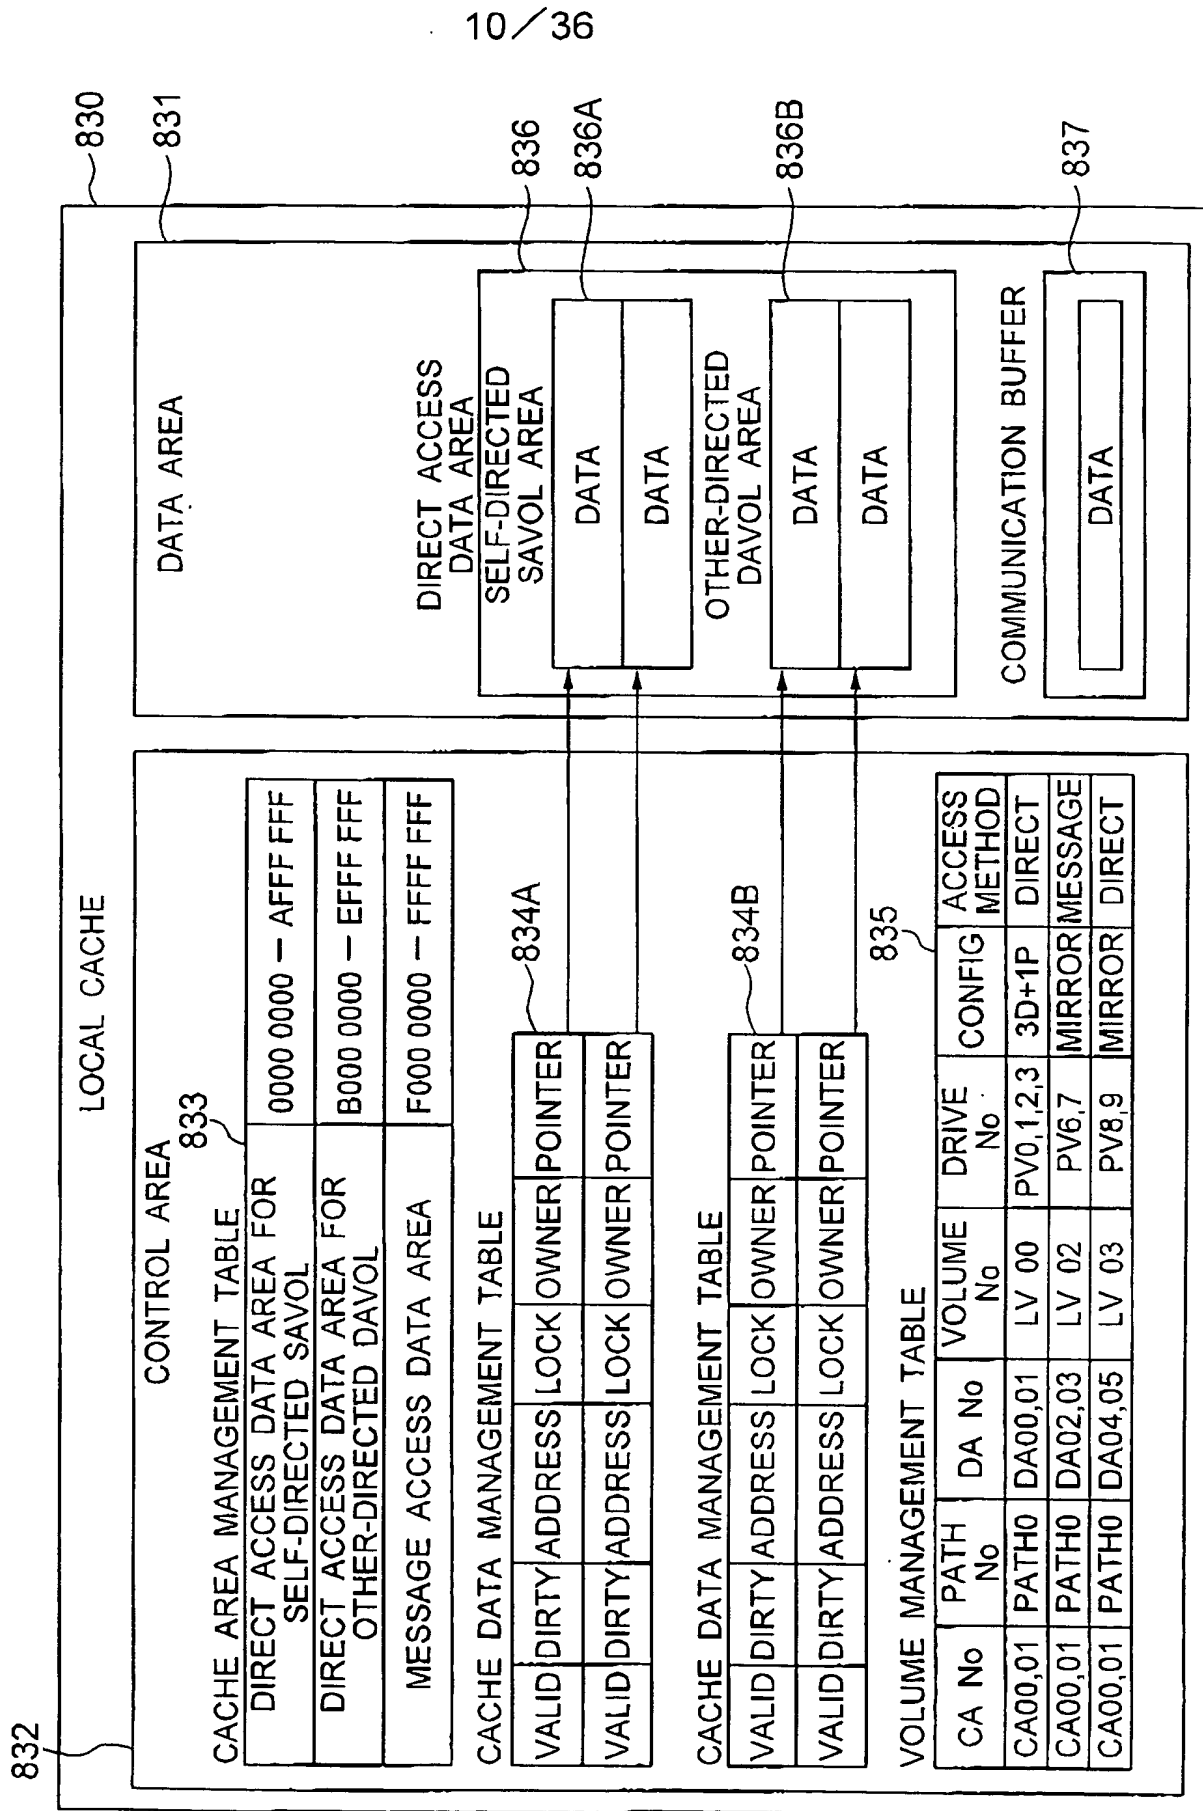 10/36
LOCAL CACHE
830
832
CONTROL AREA
CACHE AREA MANAGEMENT TABLE
833
DIRECT ACCESS DATA AREA FOR
SELF-DIRECTED SAVOL
0000 0000 — AFFF FFF
DIRECT ACCESS DATA AREA FOR
OTHER-DIRECTED DAVOL
B000 0000 — EFFF FFF
MESSAGE ACCESS DATA AREA
F000 0000 — FFFF FFF
CACHE DATA MANAGEMENT TABLE
834A
VALID DIRTY ADDRESS LOCK OWNER POINTER
VALID DIRTY ADDRESS LOCK OWNER POINTER
CACHE DATA MANAGEMENT TABLE
834B
VALID DIRTY ADDRESS LOCK OWNER POINTER
VALID DIRTY ADDRESS LOCK OWNER POINTER
VOLUME MANAGEMENT TABLE
835
CA No PATH No DA No VOLUME No DRIVE No CONFIG ACCESS METHOD
CA00,01 PATH0 DA00,01 LV 00 PV0,1,2,3 3D+1P DIRECT
CA00,01 PATH0 DA02,03 LV 02 PV6,7 MIRROR MESSAGE
CA00,01 PATH0 DA04,05 LV 03 PV8,9 MIRROR DIRECT
831
DATA AREA
DIRECT ACCESS
DATA AREA
836
SELF-DIRECTED
SAVOL AREA
836A
DATA
DATA
OTHER-DIRECTED
DAVOL AREA
836B
DATA
DATA
COMMUNICATION BUFFER
837
DATA